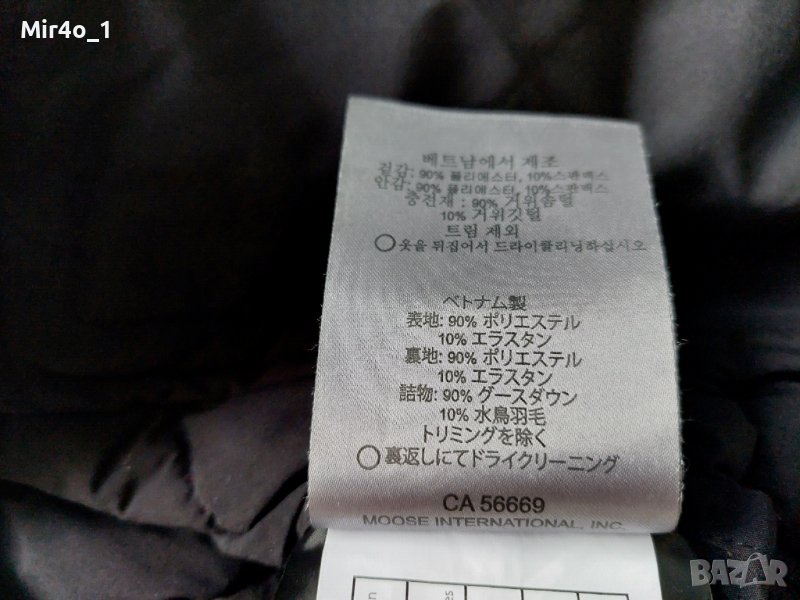 Mir4o_1
베트남에서 제조
겉감: 90% 폴리에스터, 10% 스판덱스
안감: 90% 폴리에스터, 10% 스판덱스
충전재 : 90% 거위솜털
10% 거위깃털
트림 제외
옷을 뒤집어서 드라이클리닝하십시오
ベトナム製
表地: 90% ポリエステル
10% エラスタン
裏地: 90% ポリエステル
10% エラスタン
詰物: 90% グースダウン
10% 水鳥羽毛
トリミングを除く
裏返しにてドライクリーニング
CA 56669
MOOSE INTERNATIONAL, INC.
BAZAR